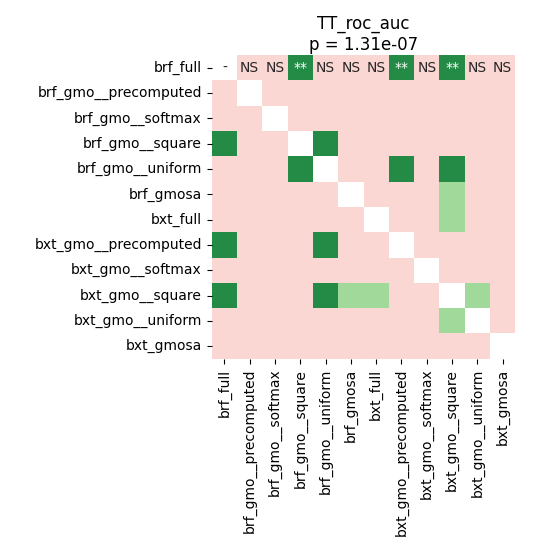 TT_roc_auc
p = 1.31e-07
brf_full - NS NS ** NS NS NS ** NS ** NS NS
brf_gmo__precomputed
brf_gmo__softmax
brf_gmo__square
brf_gmo__uniform
brf_gmosa
bxt_full
bxt_gmo__precomputed
bxt_gmo__softmax
bxt_gmo__square
bxt_gmo__uniform
bxt_gmosa
brf_full
brf_gmo__precomputed
brf_gmo__softmax
brf_gmo__square
brf_gmo__uniform
brf_gmosa
bxt_full
bxt_gmo__precomputed
bxt_gmo__softmax
bxt_gmo__square
bxt_gmo__uniform
bxt_gmosa